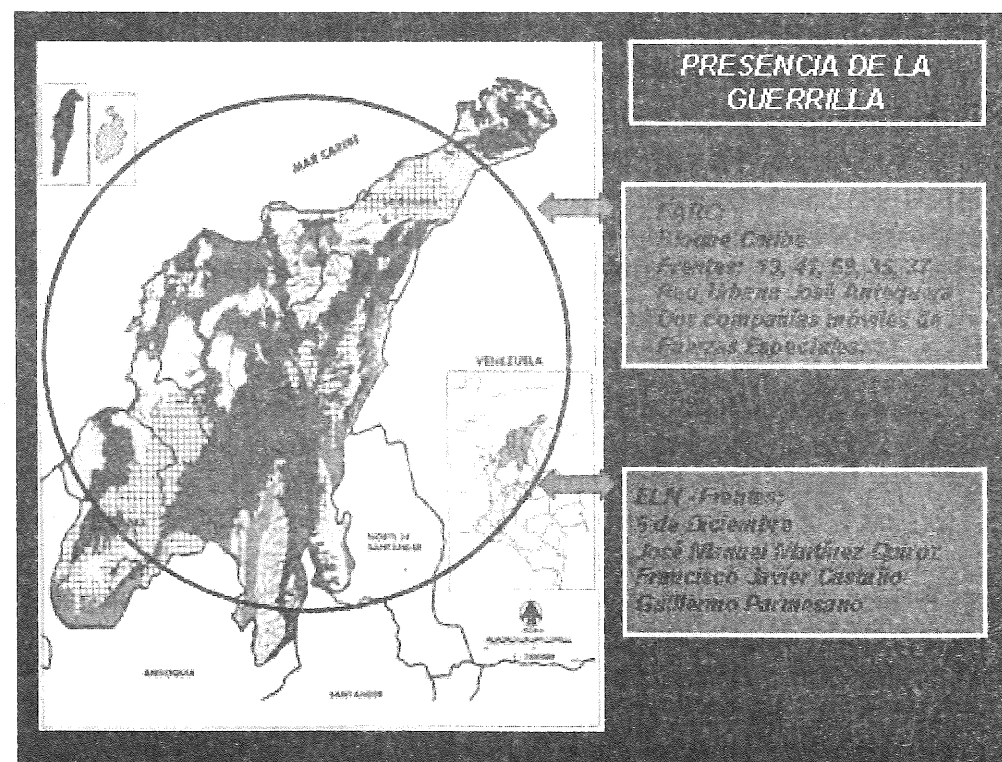 PRESENCIA DE LA
GUERRILLA
MAR CARIBE
FARC
Bloque Caribe
Frentes: 19, 41, 59, 35, 37
Red Urbana José Antequera
Dos compañías móviles de
Fuerzas Especiales
VENEZUELA
ELN - Frentes:
6 de Diciembre
José Manuel Martínez Quiroz
Francisco Javier Castaño
Guillermo Parmesano
NORTE DE
SANTANDER
ANTIOQUIA
SANTANDER